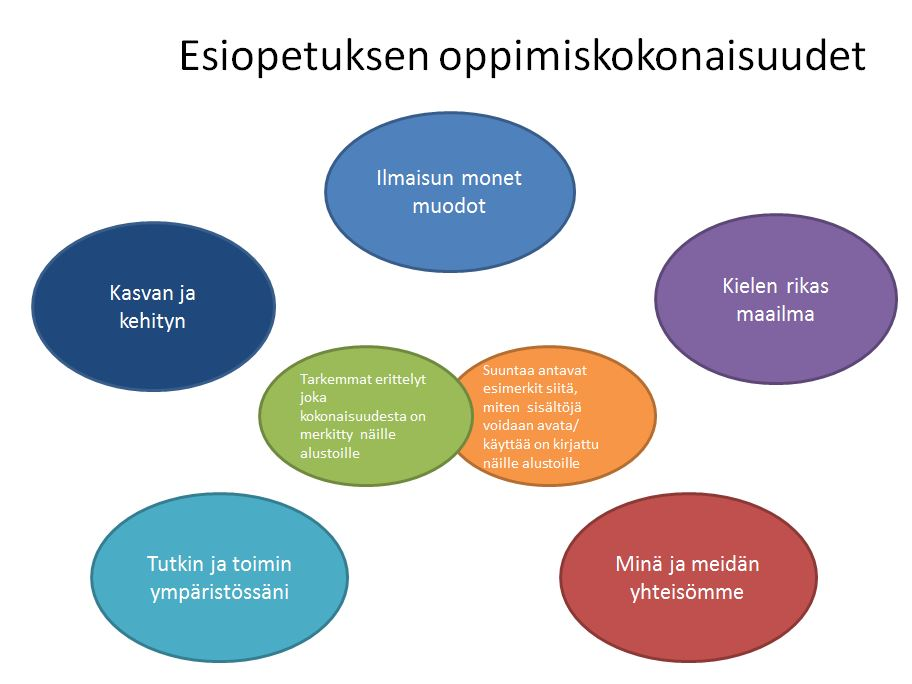 Esiopetuksen oppimiskokonaisuudet
Ilmaisun monet
muodot
Kasvan ja
kehityn
Kielen rikas
maailma
Tarkemmat erittelyt
joka
kokonaisuudesta on
merkitty näille
alustoille
Suuntaa antavat
esimerkit siitä,
miten sisältöjä
voidaan avata/
käyttää on kirjattu
näille alustoille
Tutkin ja toimin
ympäristössäni
Minä ja meidän
yhteisömme